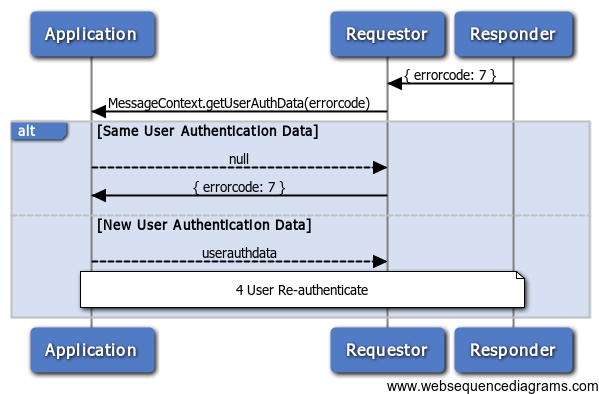 Application Requestor Responder
{ errorcode: 7 }
MessageContext.getUserAuthData(errorcode)
alt [Same User Authentication Data]
null
{ errorcode: 7 }
[New User Authentication Data]
userauthdata
4 User Re-authenticate
Application Requestor Responder
www.websequencediagrams.com